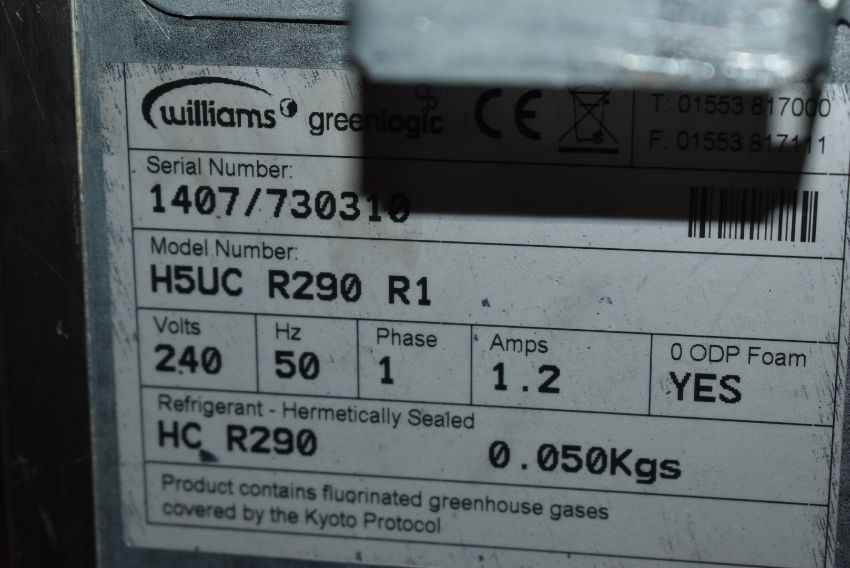 williams greenlogic CE
T: 01553 817000
F: 01553 817111
Serial Number:
1407/730310
Model Number:
H5UC R290 R1
Volts Hz Phase Amps 0 ODP Foam
240 50 1 1.2 YES
Refrigerant - Hermetically Sealed
HC R290 0.050Kgs
Product contains fluorinated greenhouse gases
covered by the Kyoto Protocol